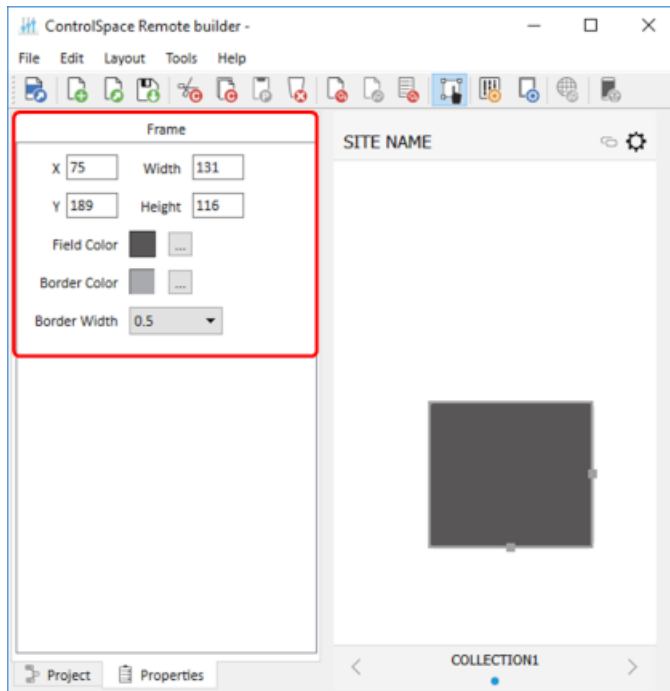 ControlSpace Remote builder -
File Edit Layout Tools Help
Frame
X 75 Width 131
Y 189 Height 116
Field Color ...
Border Color ...
Border Width 0.5
SITE NAME
COLLECTION1
Project Properties